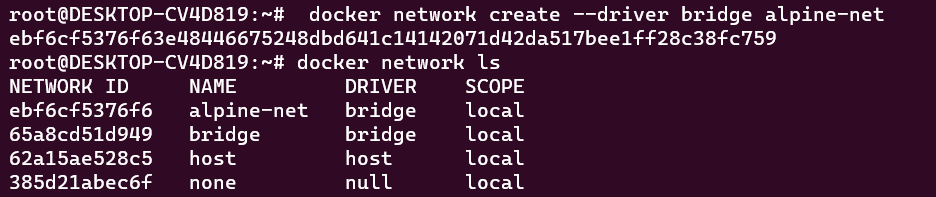 root@DESKTOP-CV4D819:~#  docker network create --driver bridge alpine-net
ebf6cf5376f63e48446675248dbd641c14142071d42da517bee1ff28c38fc759
root@DESKTOP-CV4D819:~# docker network ls
NETWORK ID     NAME         DRIVER    SCOPE
ebf6cf5376f6   alpine-net   bridge    local
65a8cd51d949   bridge       bridge    local
62a15ae528c5   host         host      local
385d21abec6f   none         null      local